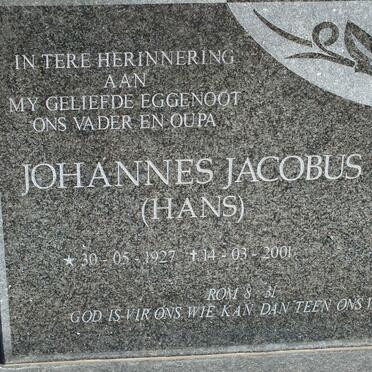 IN TERE HERINNERING
AAN
MY GELIEFDE EGGENOOT
ONS VADER EN OUPA
JOHANNES JACOBUS
(HANS)
★ 30-05-1927 ✝ 14-03-2001
ROM 8:31
GOD IS VIR ONS, WIE KAN DAN TEEN ONS